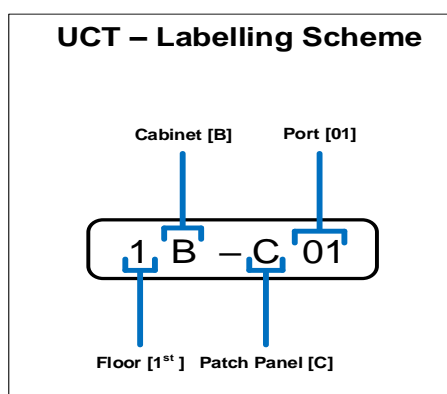 UCT – Labelling Scheme
Cabinet [B] Port [01]
1 B – C 01
Floor [1st ] Patch Panel [C]